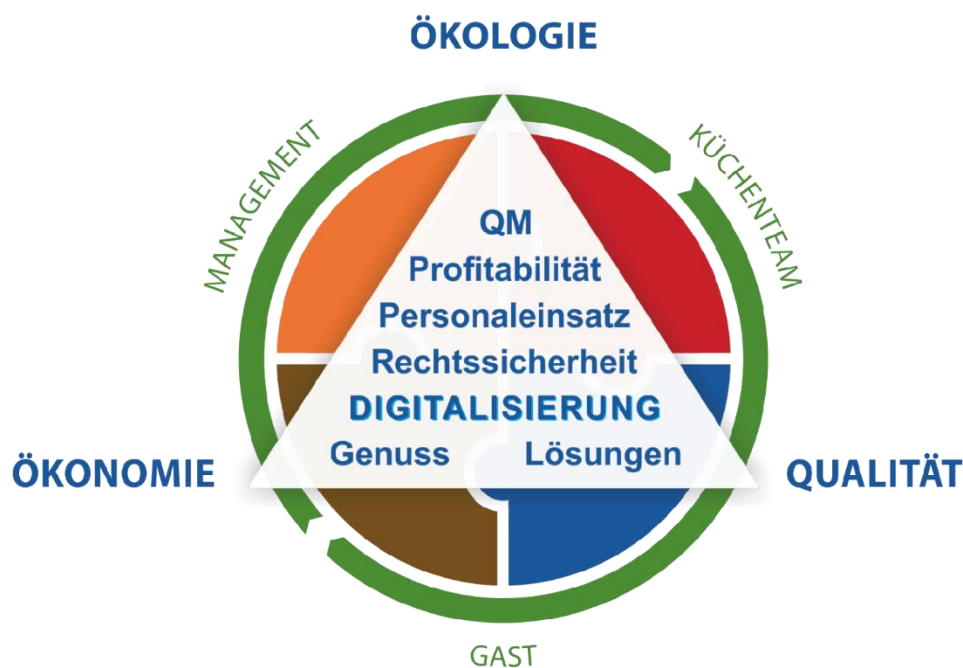 ÖKOLOGIE
MANAGEMENT
KÜCHENTEAM
QM
Profitabilität
Personaleinsatz
Rechtssicherheit
DIGITALISIERUNG
Genuss Lösungen
ÖKONOMIE
QUALITÄT
GAST